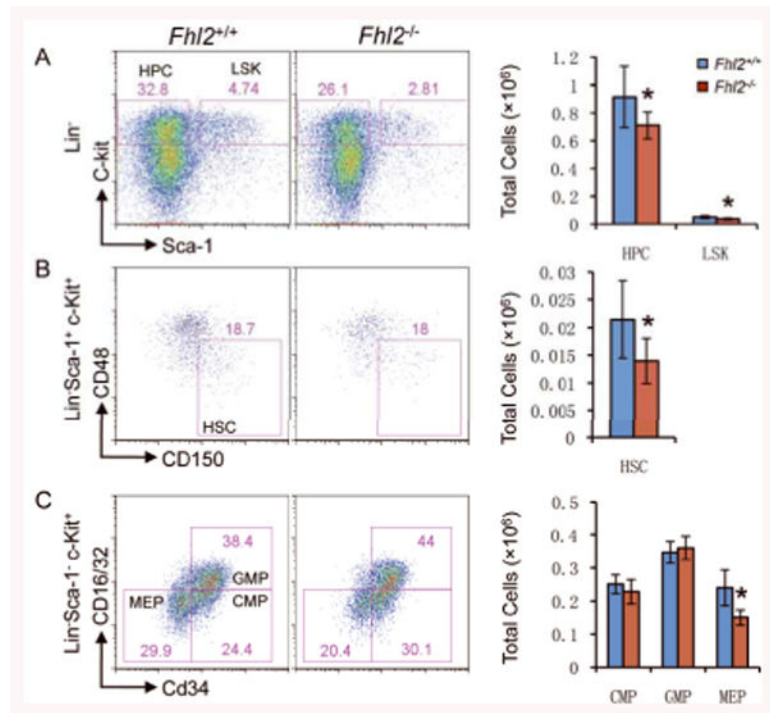 Fhl2+/+ Fhl2-/-
A
HPC LSK
32.8 4.74
26.1 2.81
Lin-
C-kit
Sca-1
Total Cells (×10⁶)
1.2
1
0.8
0.6
0.4
0.2
0
Fhl2+/+
Fhl2-/-
*
*
HPC LSK
B
18.7
18
HSC
Lin-Sca-1+ c-Kit+
CD48
CD150
Total Cells (×10⁶)
0.03
0.025
0.02
0.015
0.01
0.005
0
*
HSC
C
38.4
44
GMP
MEP CMP
29.9 24.4
20.4 30.1
Lin-Sca-1- c-Kit+
CD16/32
Cd34
Total Cells (×10⁶)
0.5
0.4
0.3
0.2
0.1
0
*
CMP GMP MEP